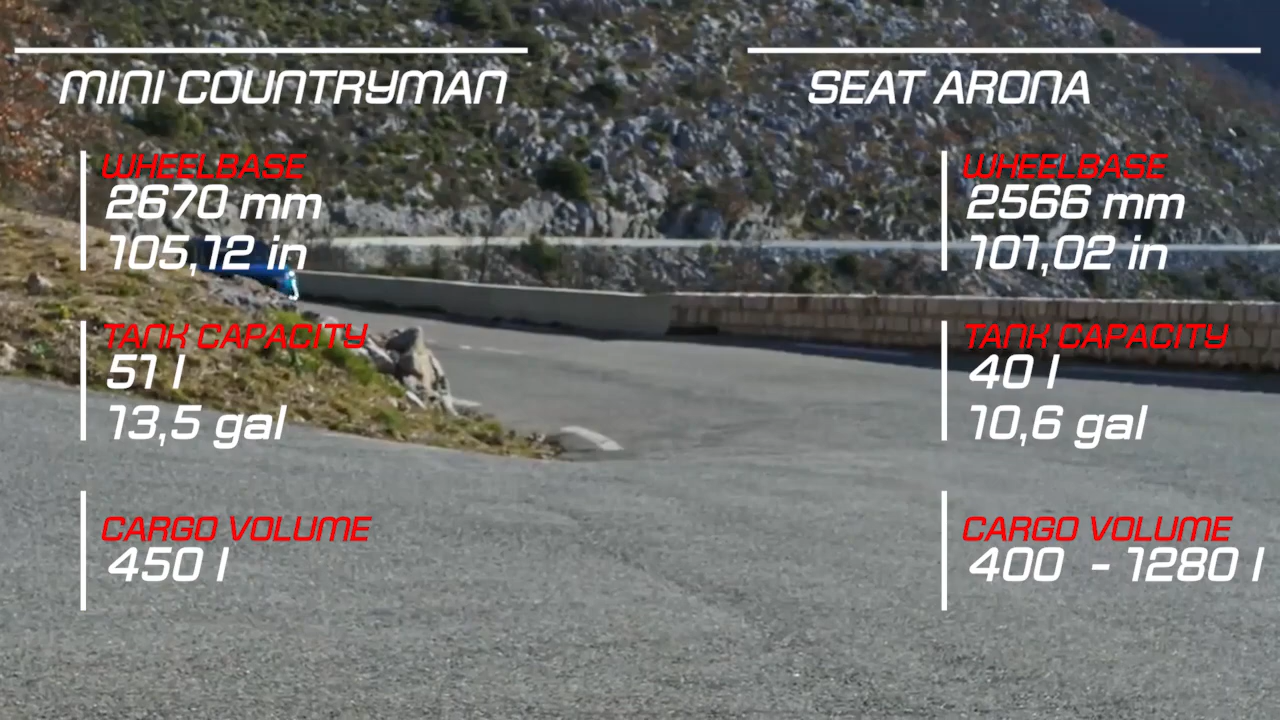 MINI COUNTRYMAN
WHEELBASE
2670 mm
105,12 in
TANK CAPACITY
51 l
13,5 gal
CARGO VOLUME
450 l
SEAT ARONA
WHEELBASE
2566 mm
101,02 in
TANK CAPACITY
40 l
10,6 gal
CARGO VOLUME
400 - 1280 l